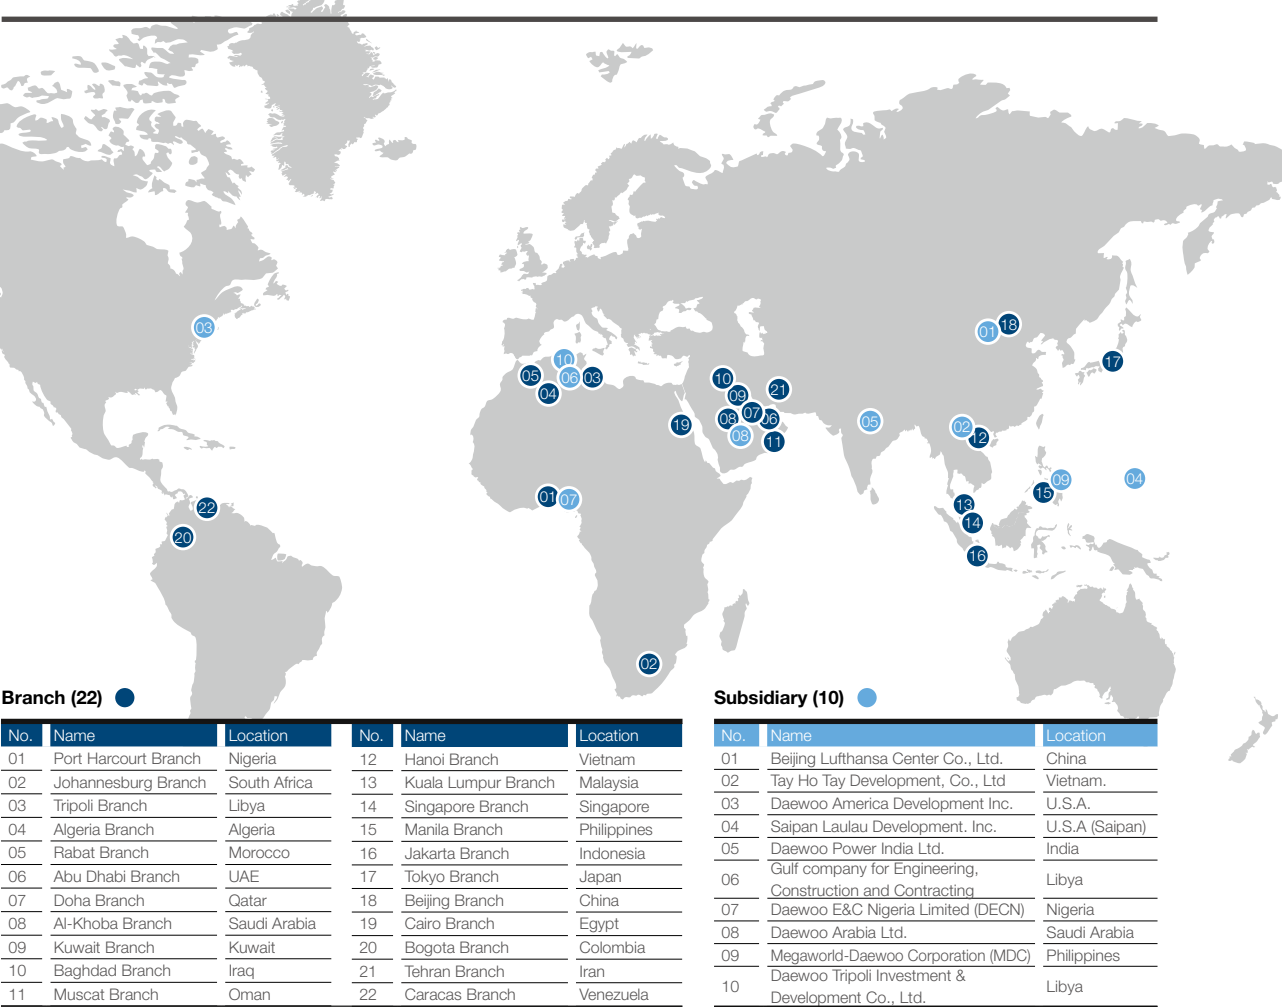 03
10
05
06
03
04
10
09
21
08
07
06
08
11
19
01
18
17
05
02
12
09
04
15
13
14
16
01
07
22
20
02
Branch (22)
No. Name Location
01 Port Harcourt Branch Nigeria
02 Johannesburg Branch South Africa
03 Tripoli Branch Libya
04 Algeria Branch Algeria
05 Rabat Branch Morocco
06 Abu Dhabi Branch UAE
07 Doha Branch Qatar
08 Al-Khoba Branch Saudi Arabia
09 Kuwait Branch Kuwait
10 Baghdad Branch Iraq
11 Muscat Branch Oman
No. Name Location
12 Hanoi Branch Vietnam
13 Kuala Lumpur Branch Malaysia
14 Singapore Branch Singapore
15 Manila Branch Philippines
16 Jakarta Branch Indonesia
17 Tokyo Branch Japan
18 Beijing Branch China
19 Cairo Branch Egypt
20 Bogota Branch Colombia
21 Tehran Branch Iran
22 Caracas Branch Venezuela
Subsidiary (10)
No. Name Location
01 Beijing Lufthansa Center Co., Ltd. China
02 Tay Ho Tay Development, Co., Ltd Vietnam.
03 Daewoo America Development Inc. U.S.A.
04 Saipan Laulau Development. Inc. U.S.A (Saipan)
05 Daewoo Power India Ltd. India
06 Gulf company for Engineering,
Construction and Contracting Libya
07 Daewoo E&C Nigeria Limited (DECN) Nigeria
08 Daewoo Arabia Ltd. Saudi Arabia
09 Megaworld-Daewoo Corporation (MDC) Philippines
10 Daewoo Tripoli Investment &
Development Co., Ltd. Libya